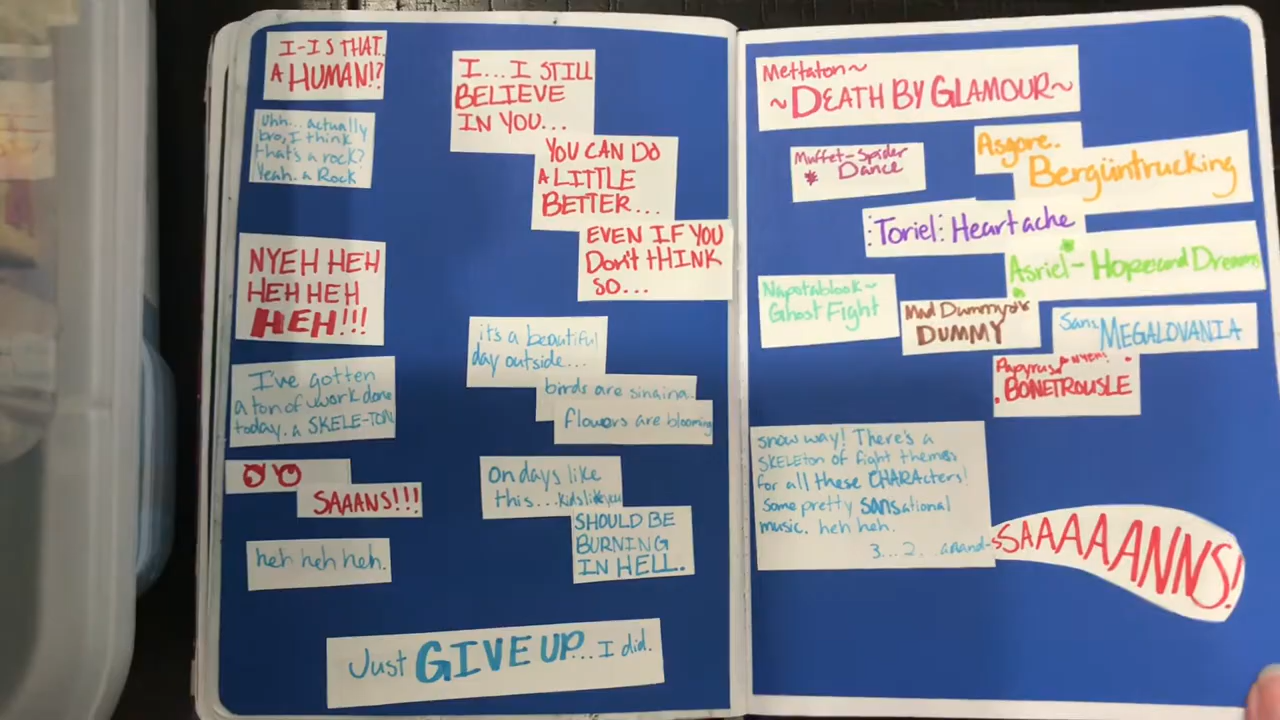 I-IS THAT
A HUMAN!?
Uhh... actually
bro, I think
that's a rock?
Yeah. a Rock
NYEH HEH
HEH HEH
HEH!!!
I've gotten
a ton of work done
today. a SKELE-TON
SAAANS!!!
heh heh heh.
I...I STILL
BELIEVE
IN YOU...
YOU CAN DO
A LITTLE
BETTER...
EVEN IF YOU
Don't tHINK
SO...
it's a beautiful
day outside....
birds are singing..
flowers are blooming
on days like
this...kids like you
SHOULD BE
BURNING
IN HELL.
Just GIVE UP...I did.
Mettaton~
~DEATH BY GLAMOUR~
Muffet-Spider
* Dance
Asgore.
Bergüntrucking
:Toriel: Heartache
Asriel-Hope and Dreams
Napstablook~
Ghost Fight
Mad Dummy
DUMMY
Sans
MEGALOVANIA
Papyrus NYEH!
BONETROUSLE
snow way! There's a
SKELEton of fight themes
for all these CHARActers!
Some pretty SANSational
music. heh heh.
3...2...aaand-
SAAAAANNS!